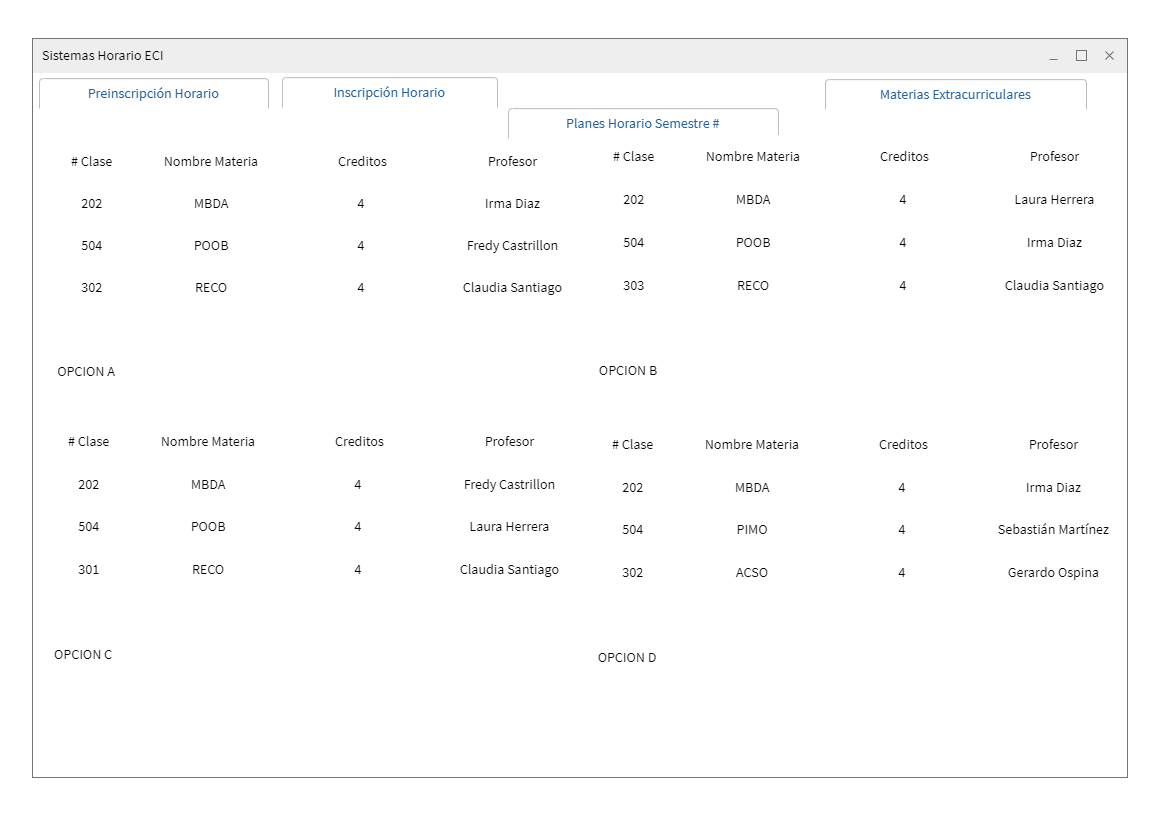 Sistemas Horario ECI
Preinscripción Horario
Inscripción Horario
Materias Extracurriculares
Planes Horario Semestre #
# Clase Nombre Materia Creditos Profesor
202 MBDA 4 Irma Diaz
504 POOB 4 Fredy Castrillon
302 RECO 4 Claudia Santiago
OPCION A
# Clase Nombre Materia Creditos Profesor
202 MBDA 4 Laura Herrera
504 POOB 4 Irma Diaz
303 RECO 4 Claudia Santiago
OPCION B
# Clase Nombre Materia Creditos Profesor
202 MBDA 4 Fredy Castrillon
504 POOB 4 Laura Herrera
301 RECO 4 Claudia Santiago
OPCION C
# Clase Nombre Materia Creditos Profesor
202 MBDA 4 Irma Diaz
504 PIMO 4 Sebastián Martínez
302 ACSO 4 Gerardo Ospina
OPCION D